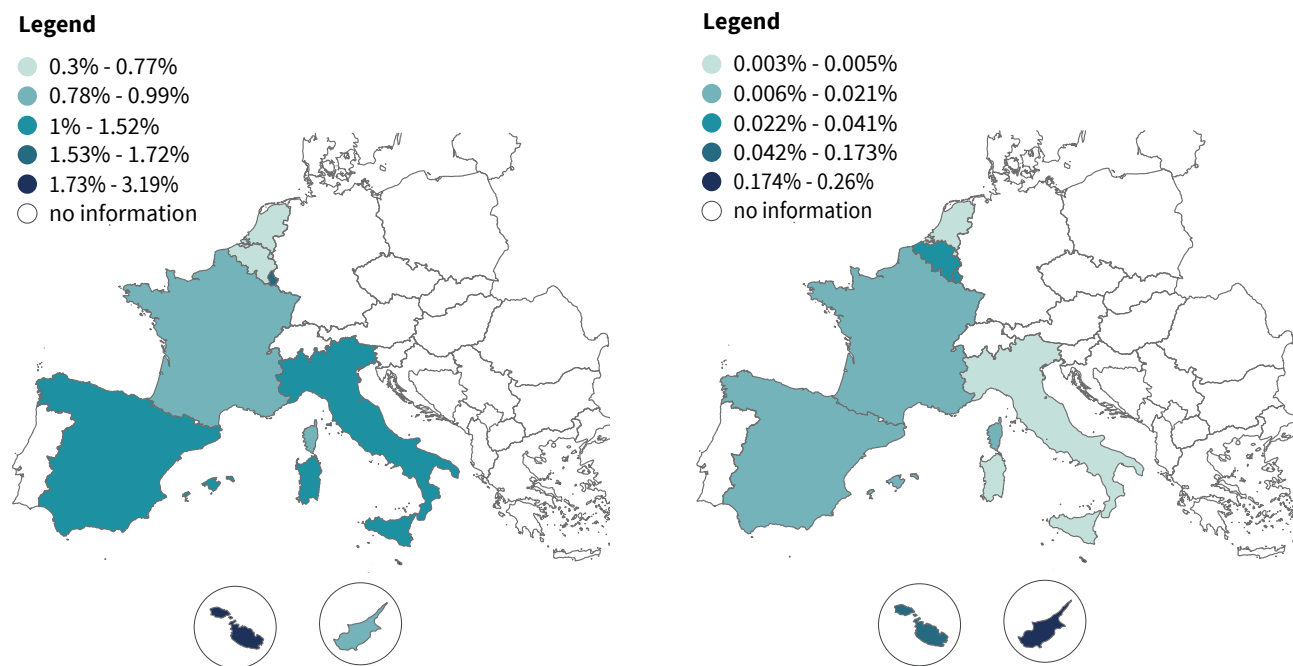 Legend
0.3% - 0.77%
0.78% - 0.99%
1% - 1.52%
1.53% - 1.72%
1.73% - 3.19%
no information
Legend
0.003% - 0.005%
0.006% - 0.021%
0.022% - 0.041%
0.042% - 0.173%
0.174% - 0.26%
no information